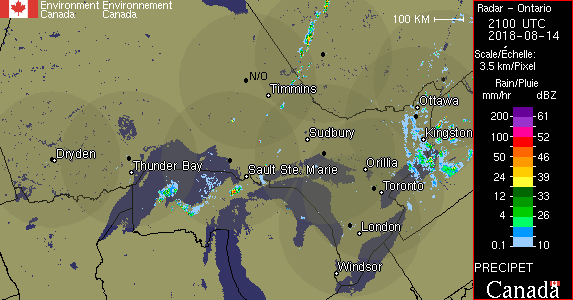 Environment Environnement
Canada Canada
100 KM
N/O
Timmins
Ottawa
Sudbury
Kingston
Dryden
Thunder Bay
Sault Ste. Marie
Orillia
Toronto
London
Windsor
Radar - Ontario
2100 UTC
2018-08-14
Scale/Échelle:
3.5 km/Pixel
Rain/Pluie
mm/hr dBZ
200 61
100 52
50 46
24 39
12 33
4 26
0.1 10
PRECIPET
Canada